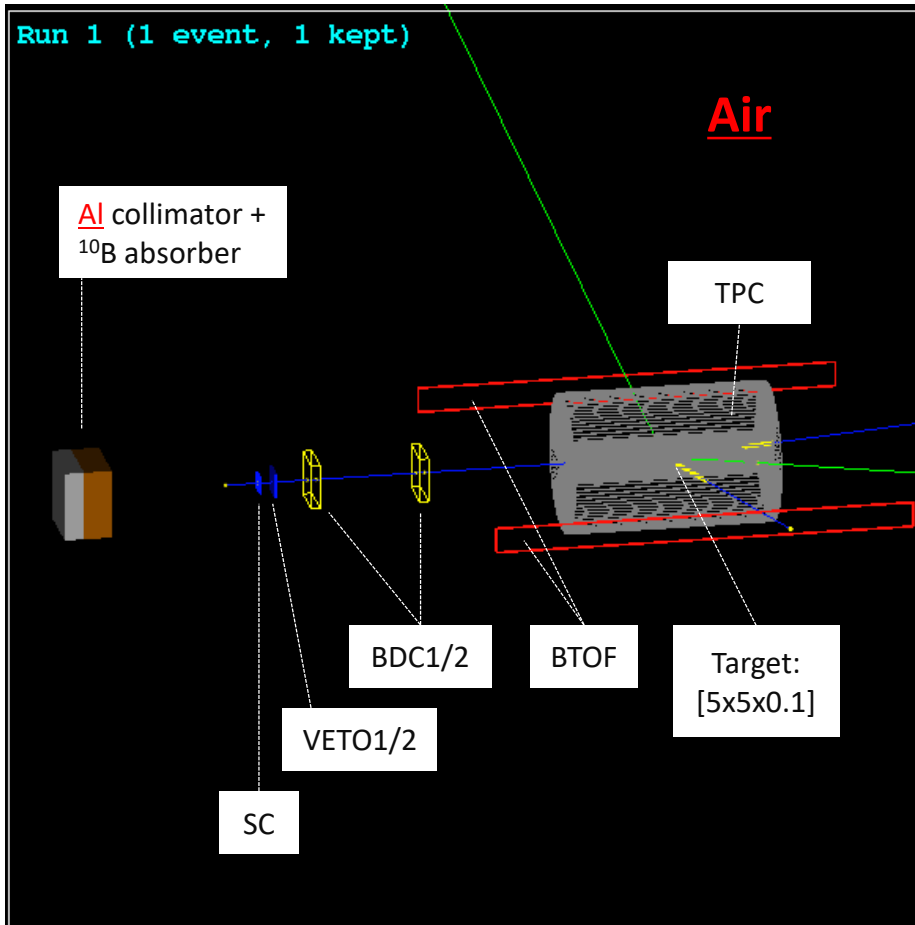 Run 1 (1 event, 1 kept)
Air
Al collimator +
¹⁰B absorber
TPC
BDC1/2
BTOF
Target:
[5x5x0.1]
VETO1/2
SC